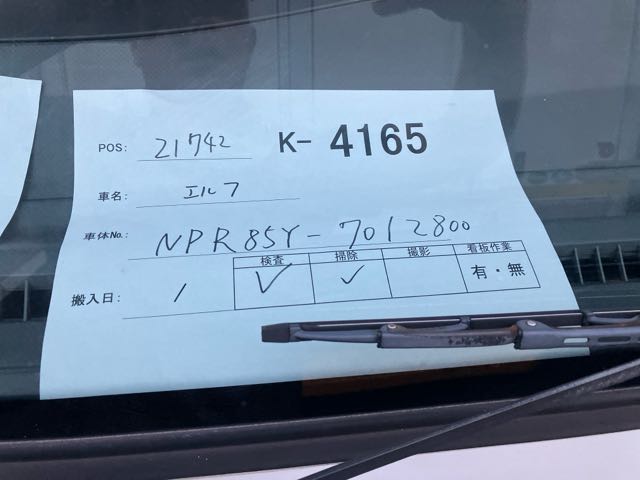 POS: 21742 K- 4165
車名: エルフ
車体No.: NPR85Y-7012800
検査 掃除 撮影 看板作業
搬入日: / ✓ ✓ 有・無